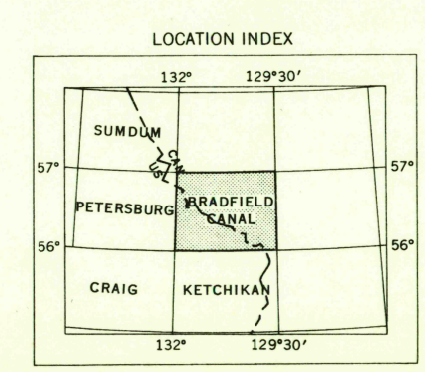 LOCATION INDEX
132° 129°30′
SUMDUM
CAN
US
57° 57°
PETERSBURG BRADFIELD
CANAL
56° 56°
CRAIG KETCHIKAN
132° 129°30′